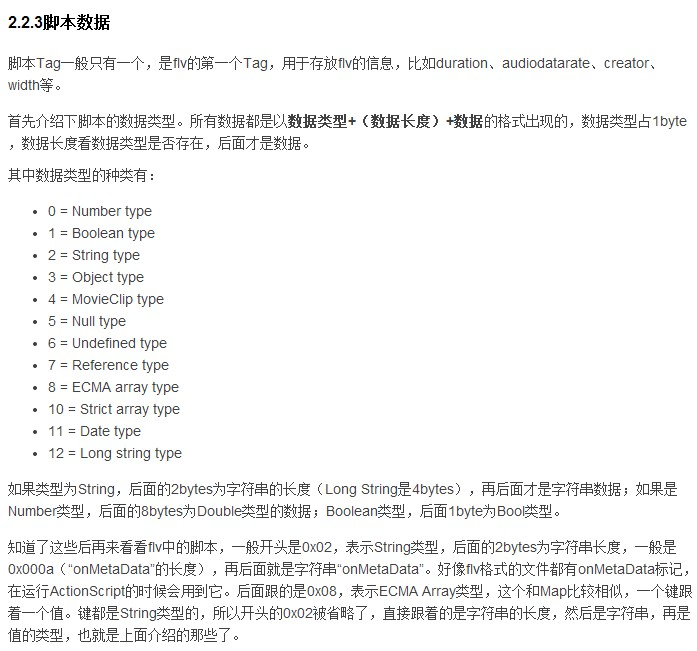 2.2.3脚本数据
脚本Tag一般只有一个，是flv的第一个Tag，用于存放flv的信息，比如duration、audiodatarate、creator、
width等。
首先介绍下脚本的数据类型。所有数据都是以数据类型+（数据长度）+数据的格式出现的，数据类型占1byte
，数据长度看数据类型是否存在，后面才是数据。
其中数据类型的种类有：
• 0 = Number type
• 1 = Boolean type
• 2 = String type
• 3 = Object type
• 4 = MovieClip type
• 5 = Null type
• 6 = Undefined type
• 7 = Reference type
• 8 = ECMA array type
• 10 = Strict array type
• 11 = Date type
• 12 = Long string type
如果类型为String，后面的2bytes为字符串的长度（Long String是4bytes），再后面才是字符串数据；如果是
Number类型，后面的8bytes为Double类型的数据；Boolean类型，后面1byte为Bool类型。
知道了这些后再来看看flv中的脚本，一般开头是0x02，表示String类型，后面的2bytes为字符串长度，一般是
0x000a（“onMetaData”的长度），再后面就是字符串“onMetaData”。好像flv格式的文件都有onMetaData标记，
在运行ActionScript的时候会用到它。后面跟的是0x08，表示ECMA Array类型，这个和Map比较相似，一个键跟
着一个值。键都是String类型的，所以开头的0x02被省略了，直接跟着的是字符串的长度，然后是字符串，再是
值的类型，也就是上面介绍的那些了。